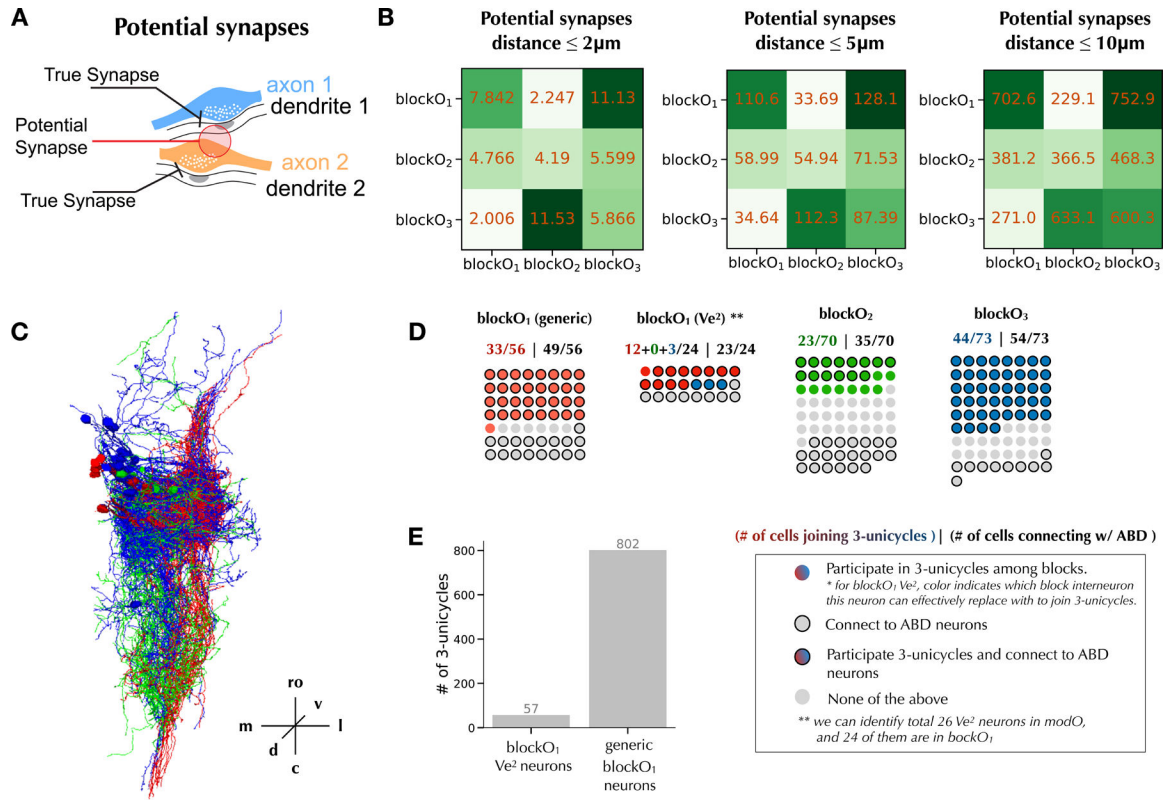 A
Potential synapses
True Synapse
axon 1
dendrite 1
Potential
Synapse
axon 2
dendrite 2
True Synapse
B
Potential synapses
distance ≤ 2μm
blockO₁ 7.842 2.247 11.13
blockO₂ 4.766 4.19 5.599
blockO₃ 2.006 11.53 5.866
blockO₁ blockO₂ blockO₃
Potential synapses
distance ≤ 5μm
blockO₁ 110.6 33.69 128.1
blockO₂ 58.99 54.94 71.53
blockO₃ 34.64 112.3 87.39
blockO₁ blockO₂ blockO₃
Potential synapses
distance ≤ 10μm
blockO₁ 702.6 229.1 752.9
blockO₂ 381.2 366.5 468.3
blockO₃ 271.0 633.1 600.3
blockO₁ blockO₂ blockO₃
C
ro
v
m l
d
c
D
blockO₁ (generic)
33/56 | 49/56
blockO₁ (Ve²) **
12+0+3/24 | 23/24
blockO₂
23/70 | 35/70
blockO₃
44/73 | 54/73
E
# of 3-unicycles
800
600
400
200
0
57
802
blockO₁
Ve² neurons
generic
blockO₁
neurons
(# of cells joining 3-unicycles ) | (# of cells connecting w/ ABD )
Participate in 3-unicycles among blocks.
* for blockO₁ Ve², color indicates which block interneuron
this neuron can effectively replace with to join 3-unicycles.
Connect to ABD neurons
Participate 3-unicycles and connect to ABD
neurons
None of the above
** we can identify total 26 Ve² neurons in modO,
and 24 of them are in bockO₁